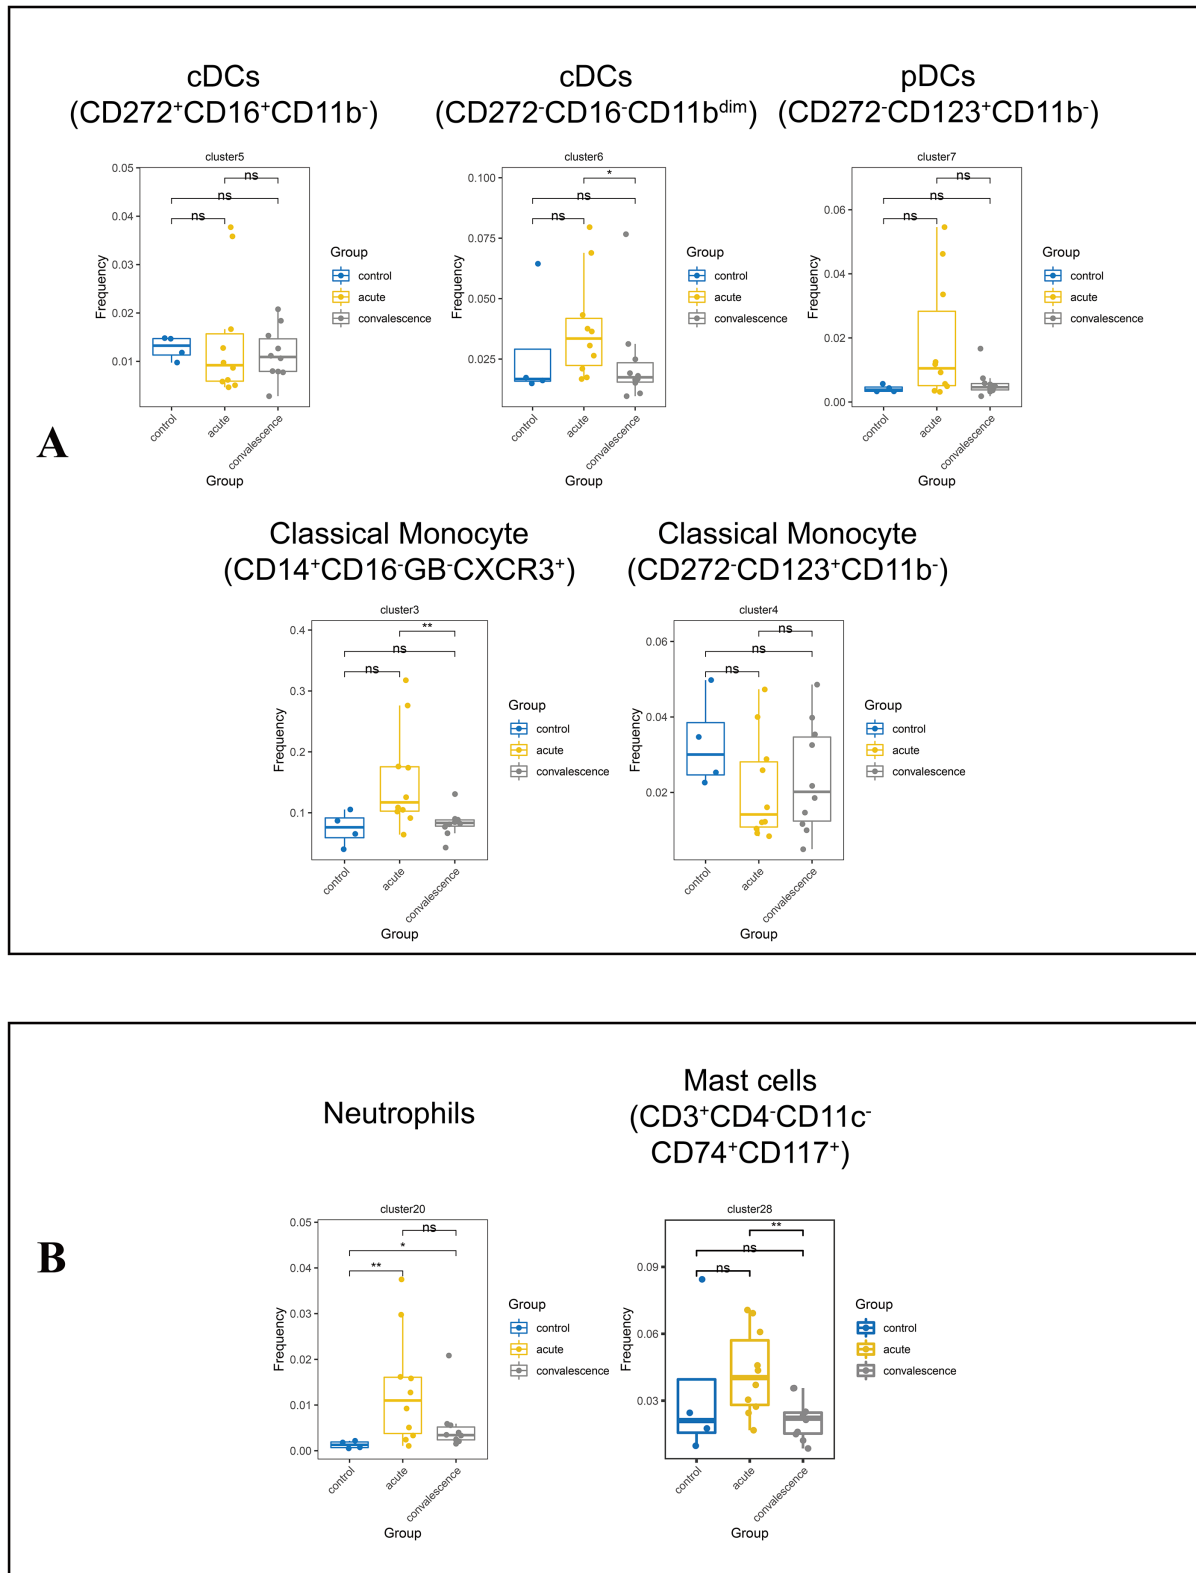 cDCs
(CD272⁺CD16⁺CD11b⁻)
cDCs
(CD272⁻CD16⁻CD11bᵈⁱᵐ)
pDCs
(CD272⁻CD123⁺CD11b⁻)
cluster5
0.05
0.04
0.03
0.02
0.01
Frequency
ns
ns
ns
control
acute
convalescence
Group
Group
control
acute
convalescence
cluster6
0.100
0.075
0.050
0.025
Frequency
*
ns
ns
control
acute
convalescence
Group
Group
control
acute
convalescence
cluster7
0.06
0.04
0.02
0.00
Frequency
ns
ns
ns
control
acute
convalescence
Group
Group
control
acute
convalescence
A
Classical Monocyte
(CD14⁺CD16⁻GB⁻CXCR3⁺)
Classical Monocyte
(CD272⁻CD123⁺CD11b⁻)
cluster3
0.4
0.3
0.2
0.1
Frequency
**
ns
ns
control
acute
convalescence
Group
Group
control
acute
convalescence
cluster4
0.06
0.04
0.02
Frequency
ns
ns
ns
control
acute
convalescence
Group
Group
control
acute
convalescence
B
Neutrophils
Mast cells
(CD3⁺CD4⁻CD11c⁻
CD74⁺CD117⁺)
cluster20
0.05
0.04
0.03
0.02
0.01
0.00
Frequency
ns
*
**
control
acute
convalescence
Group
Group
control
acute
convalescence
cluster28
0.09
0.06
0.03
Frequency
**
ns
ns
control
acute
convalescence
Group
Group
control
acute
convalescence